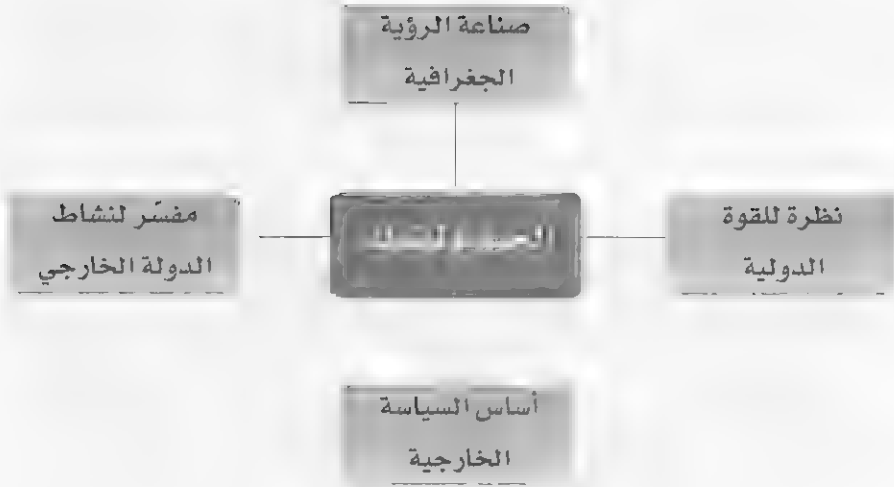 صناعة الرؤية
الجغرافية
نظرة للقوة
الدولية
مفسّر لنشاط
الدولة الخارجي
أساس السياسة
الخارجية